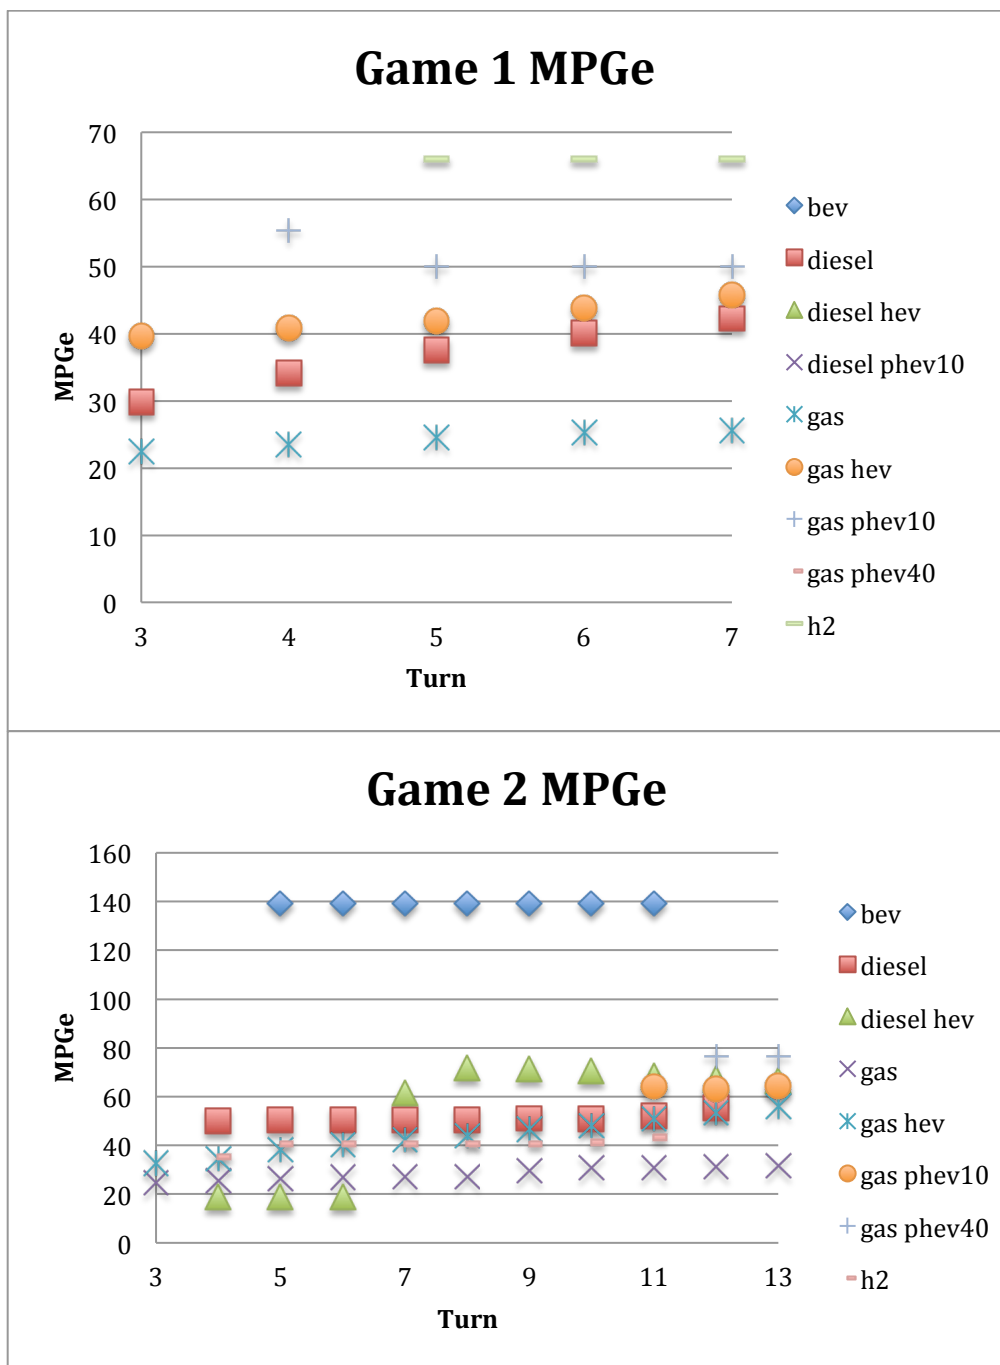 Game 1 MPGe
70
60
50
40
30
20
10
0
MPGe
3 4 5 6 7
Turn
bev
diesel
diesel hev
diesel phev10
gas
gas hev
gas phev10
gas phev40
h2
Game 2 MPGe
160
140
120
100
80
60
40
20
0
MPGe
3 5 7 9 11 13
Turn
bev
diesel
diesel hev
gas
gas hev
gas phev10
gas phev40
h2